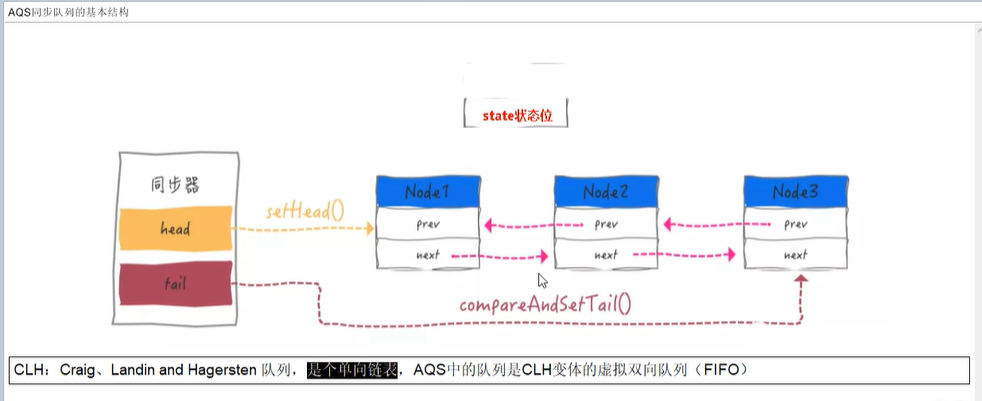 AQS同步队列的基本结构
state状态位
同步器
head
tail
setHead()
Node1
prev
next
Node2
prev
next
Node3
prev
next
compareAndSetTail()
CLH：Craig、Landin and Hagersten 队列，是个单向链表，AQS中的队列是CLH变体的虚拟双向队列（FIFO）